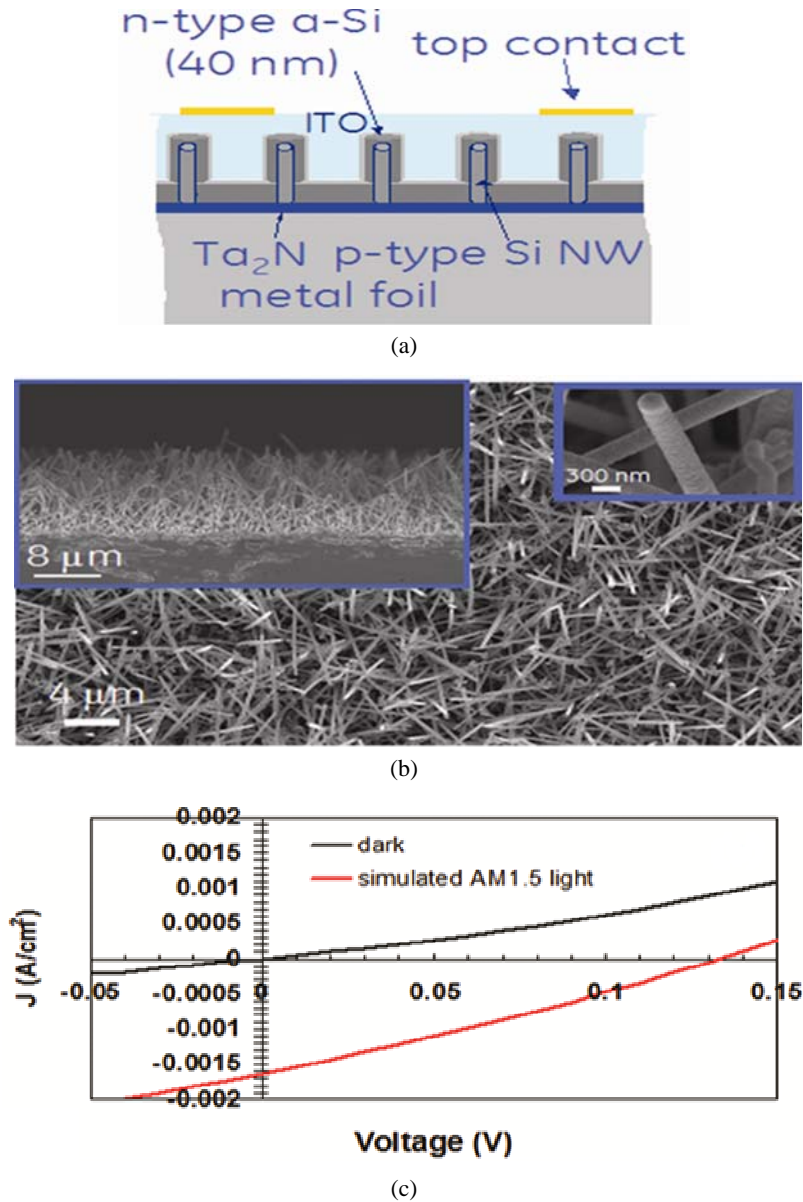 n-type a-Si
(40 nm)
top contact
ITO
Ta₂N p-type Si NW
metal foil
(a)
300 nm
8 μm
4 μm
(b)
0.002
0.0015
0.001
0.0005
0
-0.0005
-0.001
-0.0015
-0.002
-0.05
0
0.05
0.1
0.15
dark
simulated AM1.5 light
J (A/cm²)
Voltage (V)
(c)